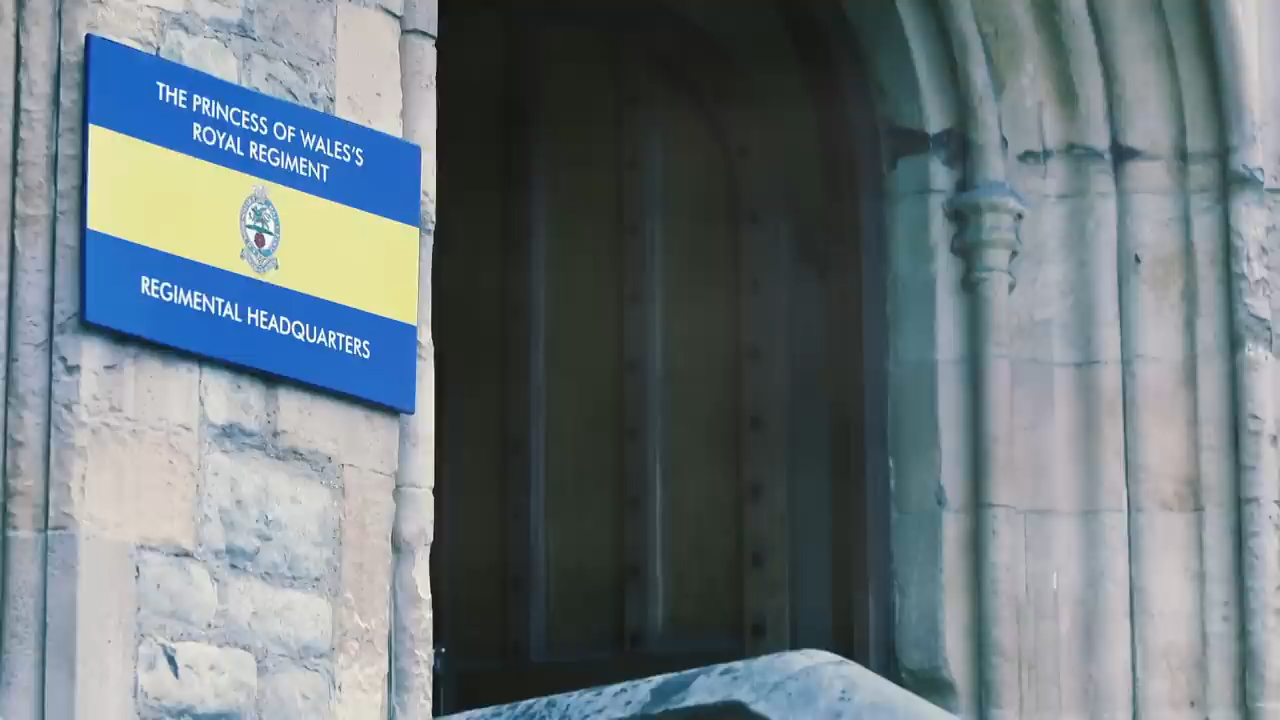 THE PRINCESS OF WALES'S
ROYAL REGIMENT
REGIMENTAL HEADQUARTERS